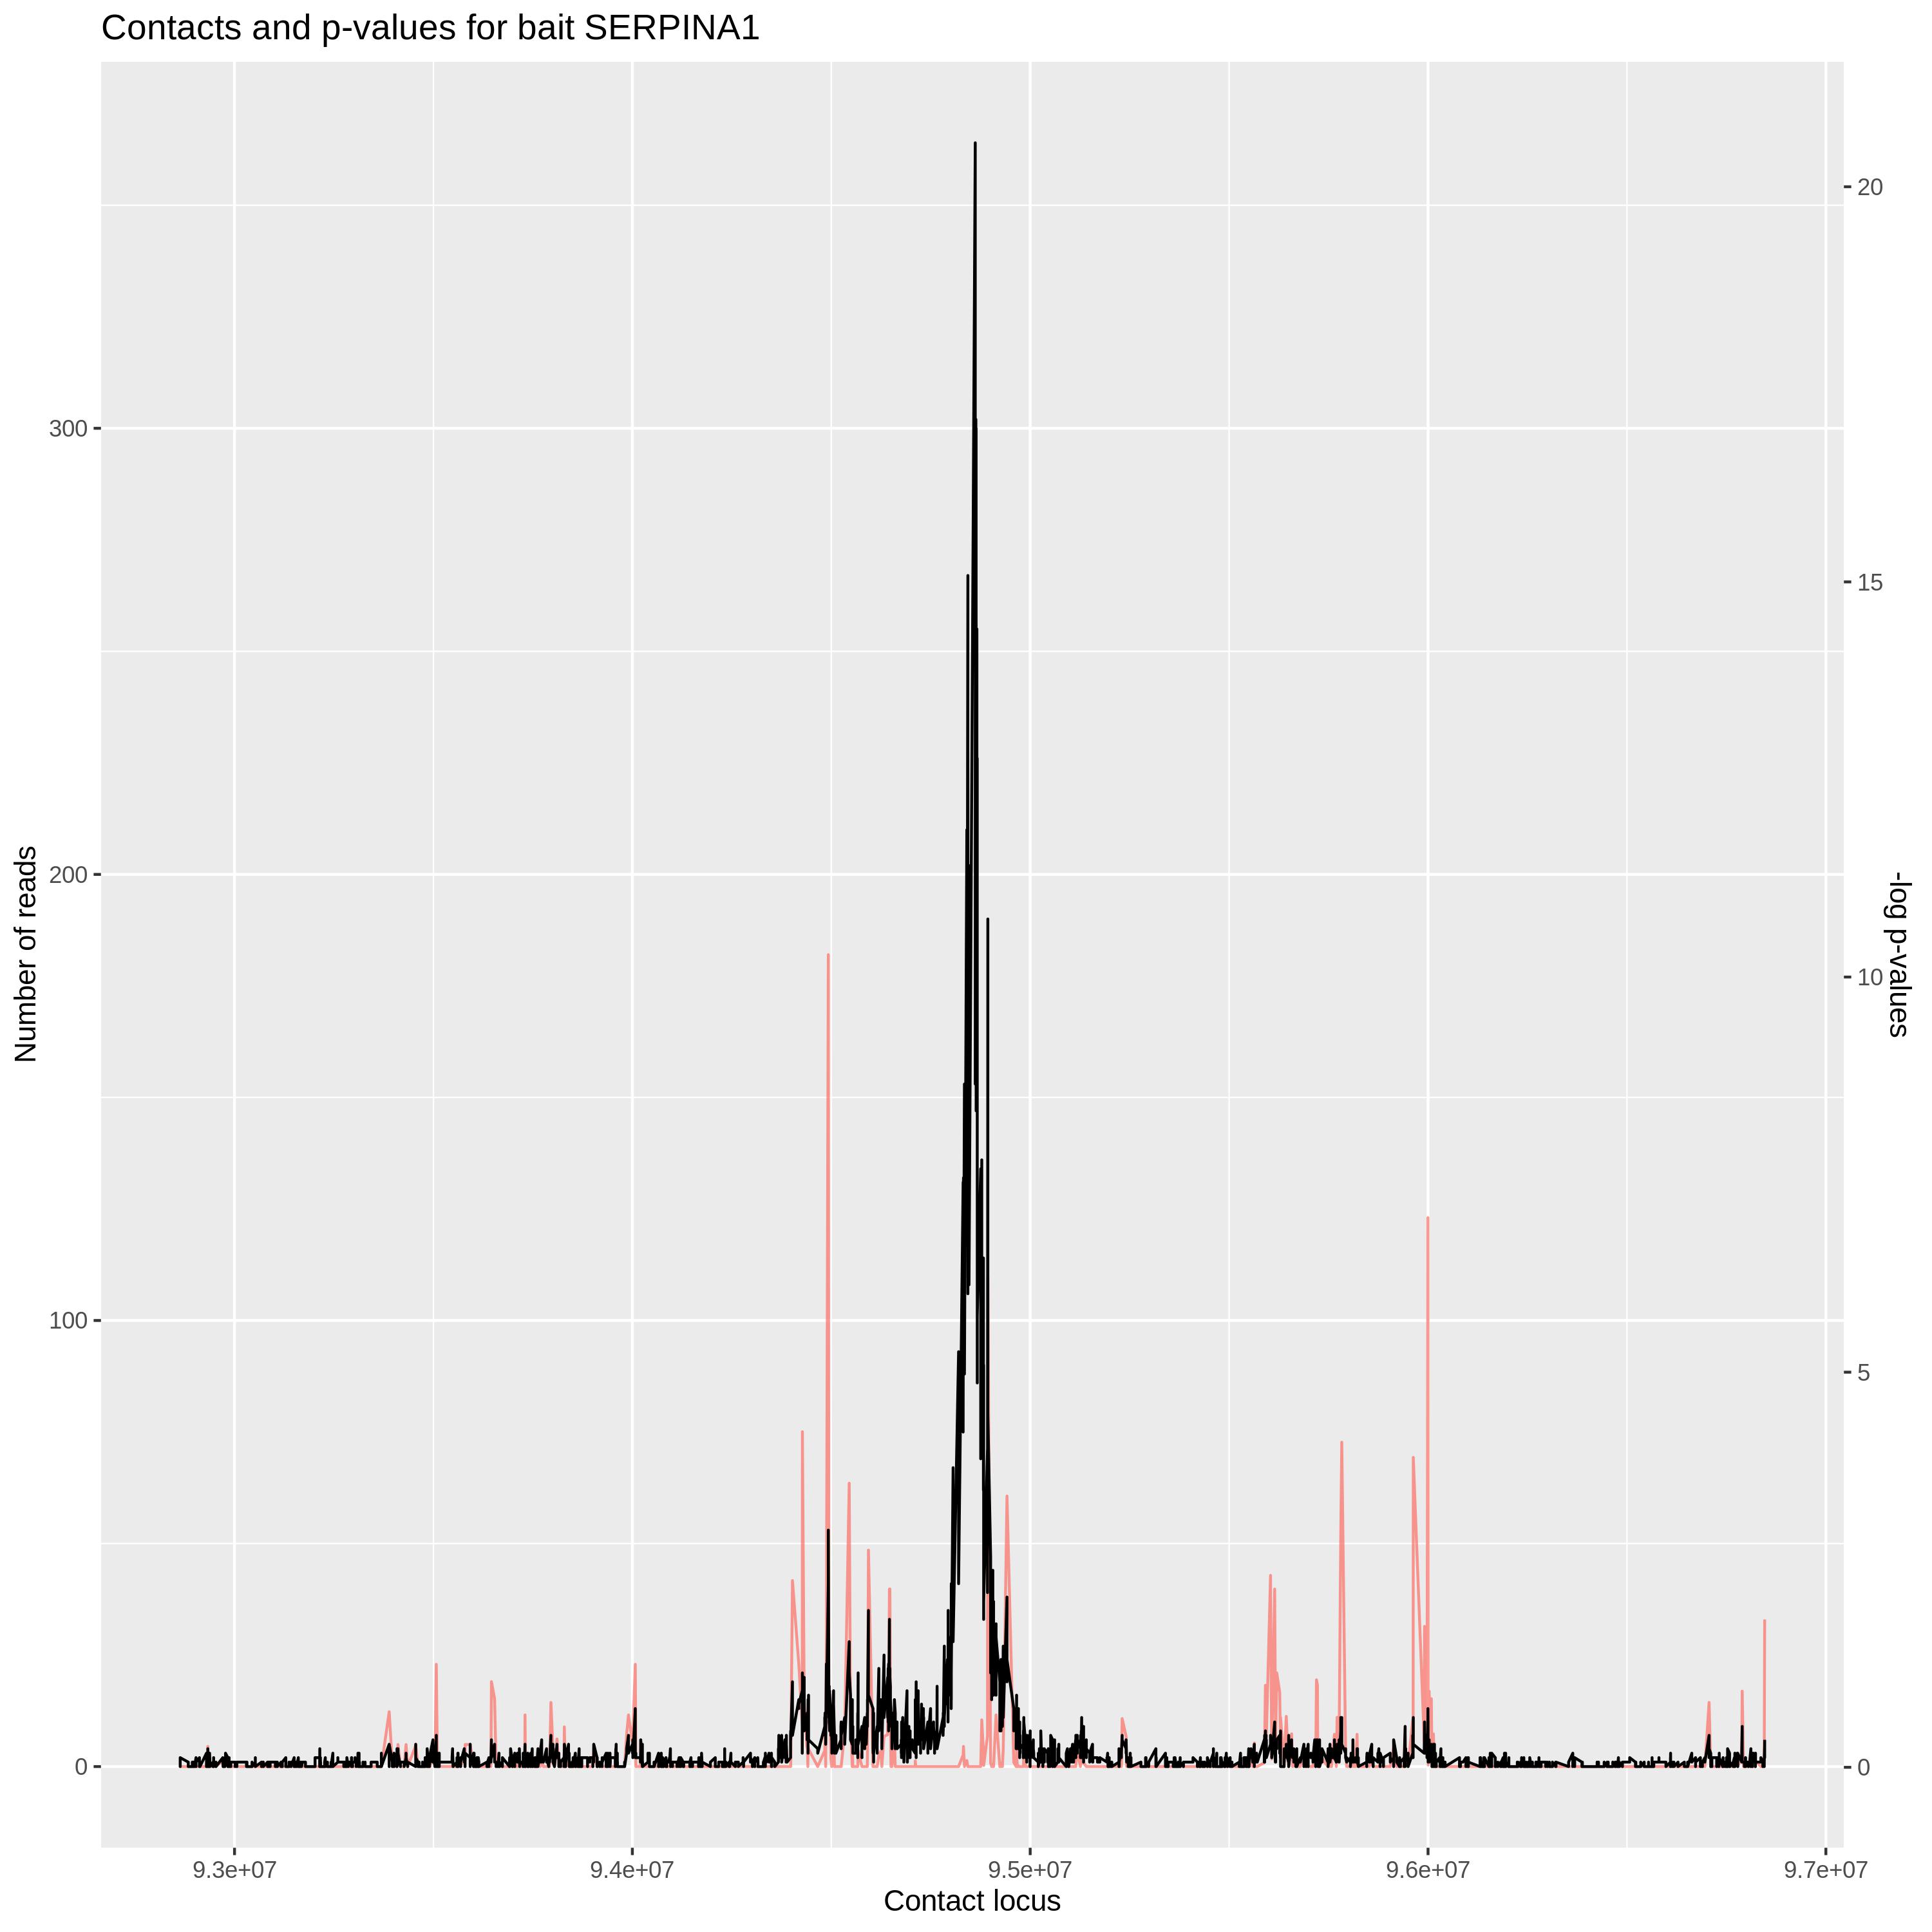 Contacts and p-values for bait SERPINA1
Number of reads
300
200
100
0
20
15
10
5
0
-log p-values
9.3e+07
9.4e+07
9.5e+07
9.6e+07
9.7e+07
Contact locus